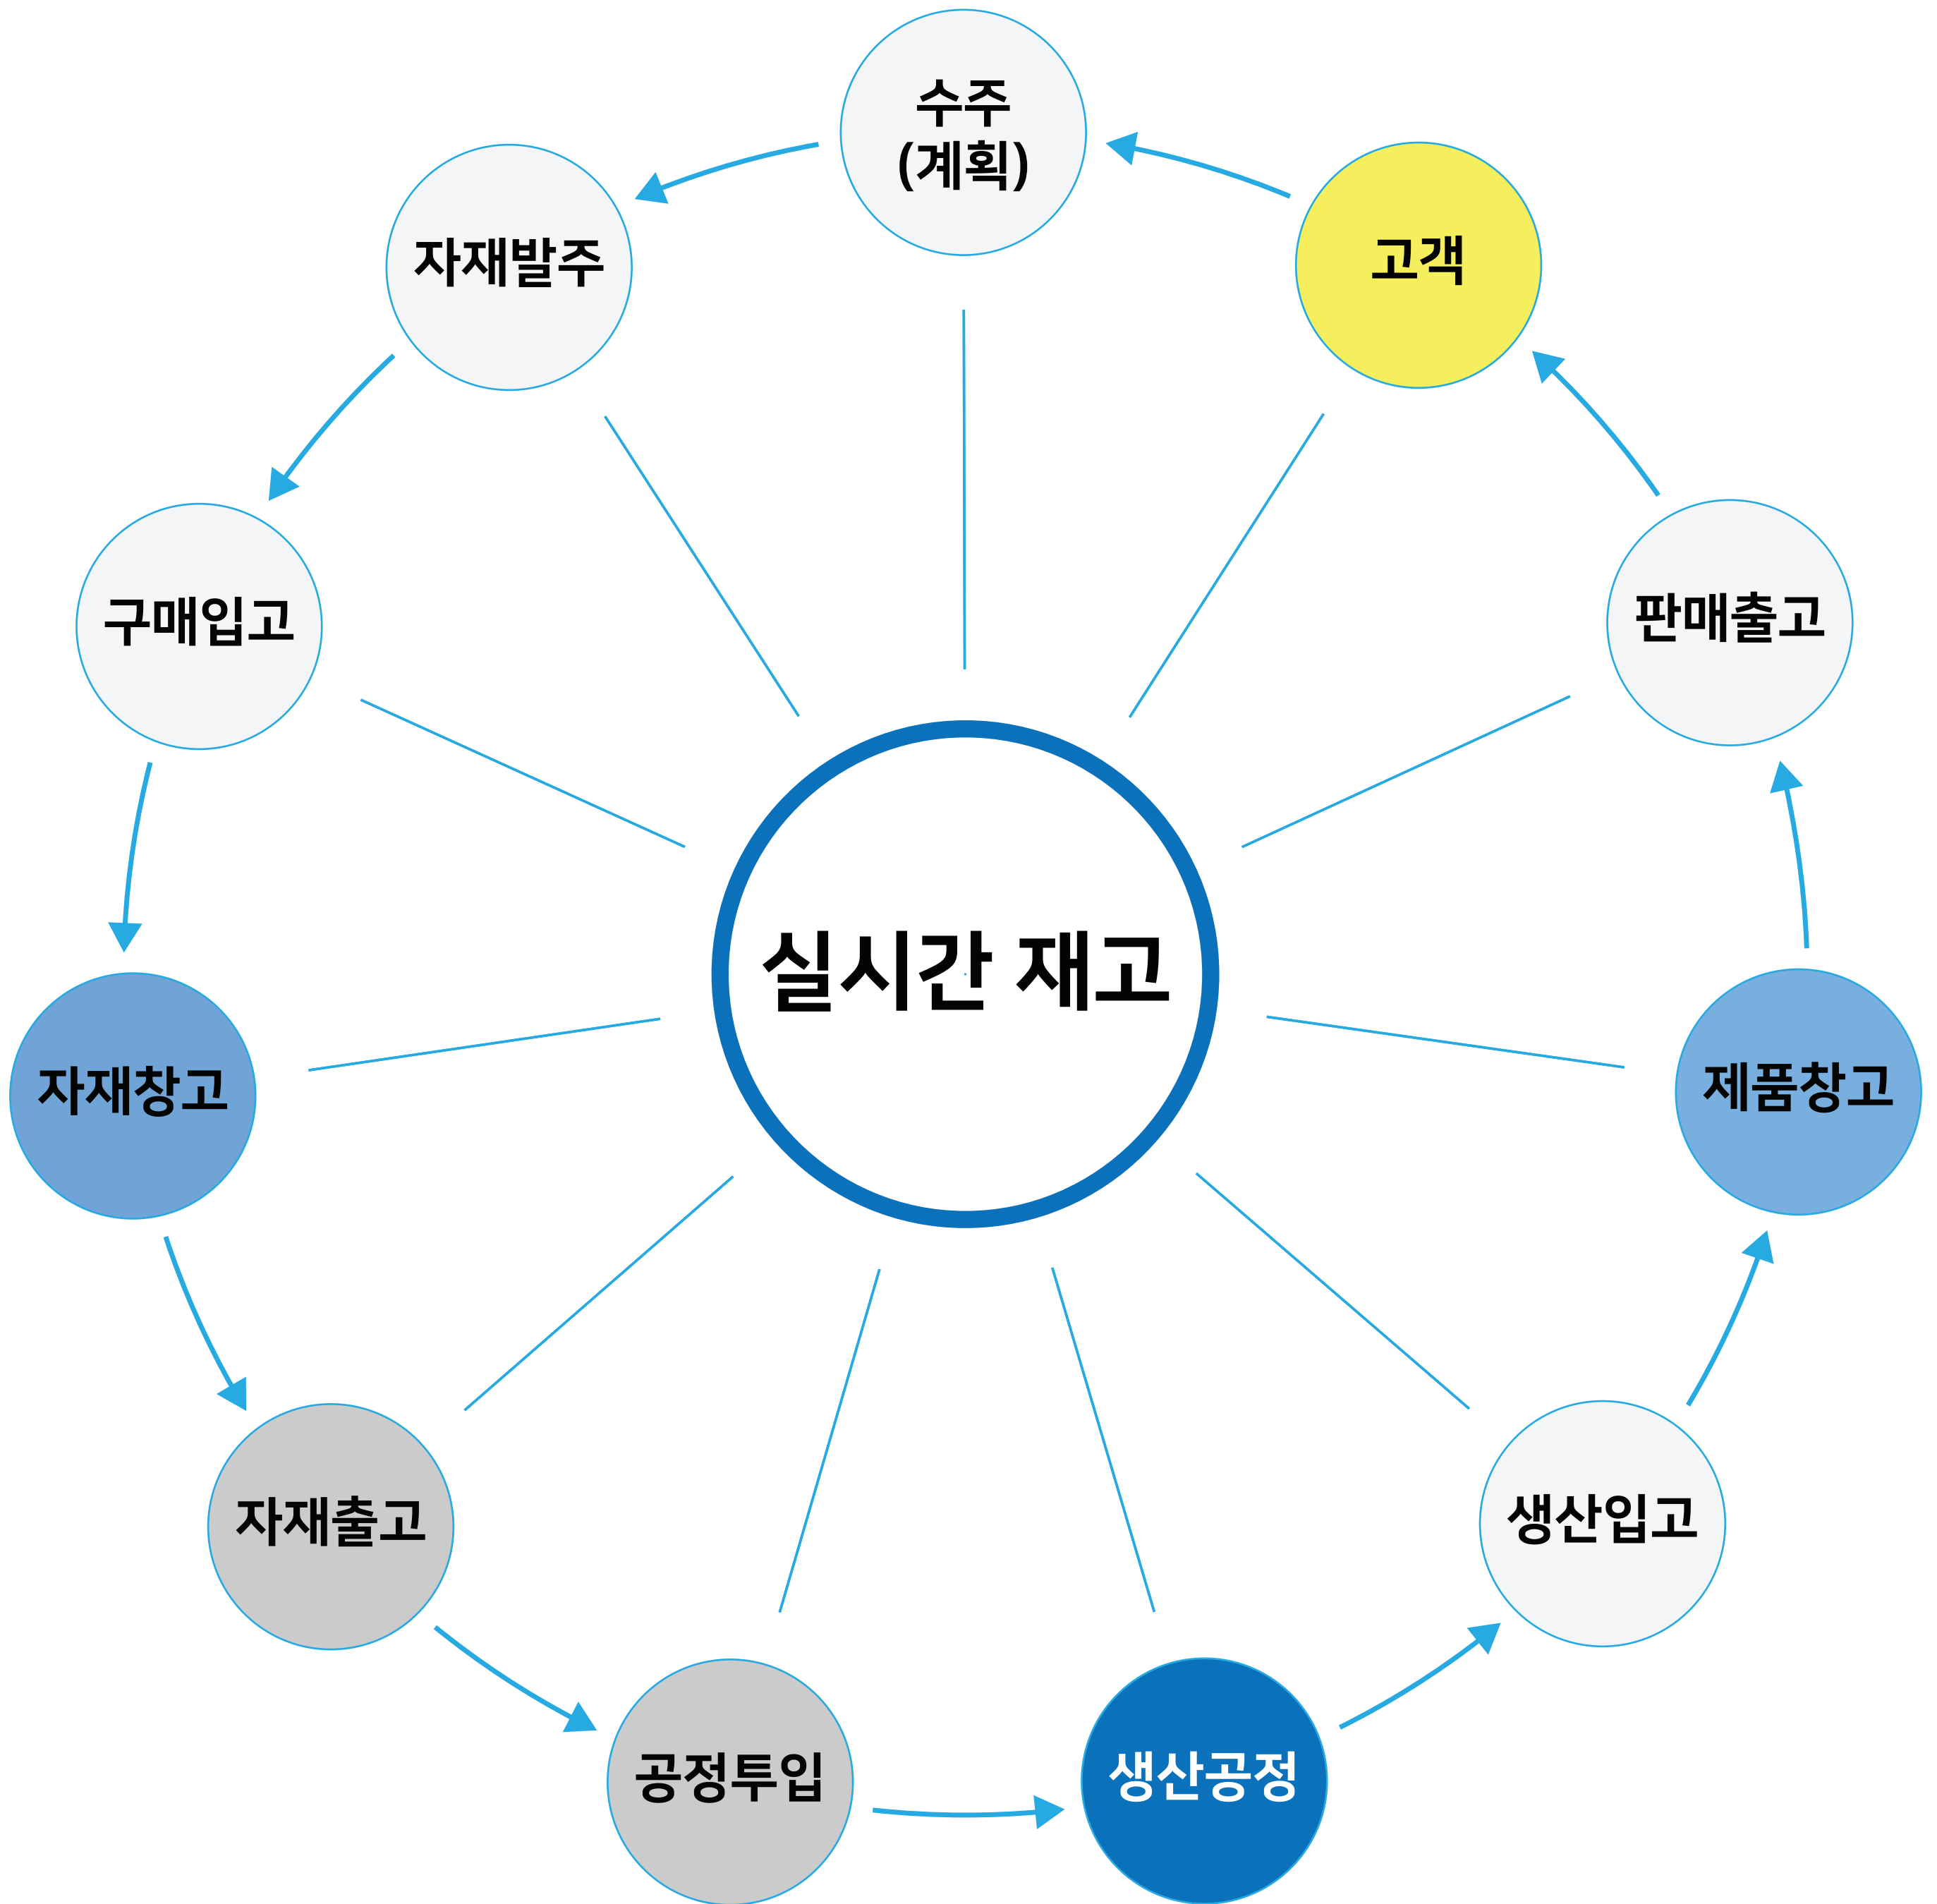 수주
(계획)
고객
자재발주
구매입고
판매출고
실시간 재고
자재창고
제품창고
자재출고
생산입고
공정투입
생산공정